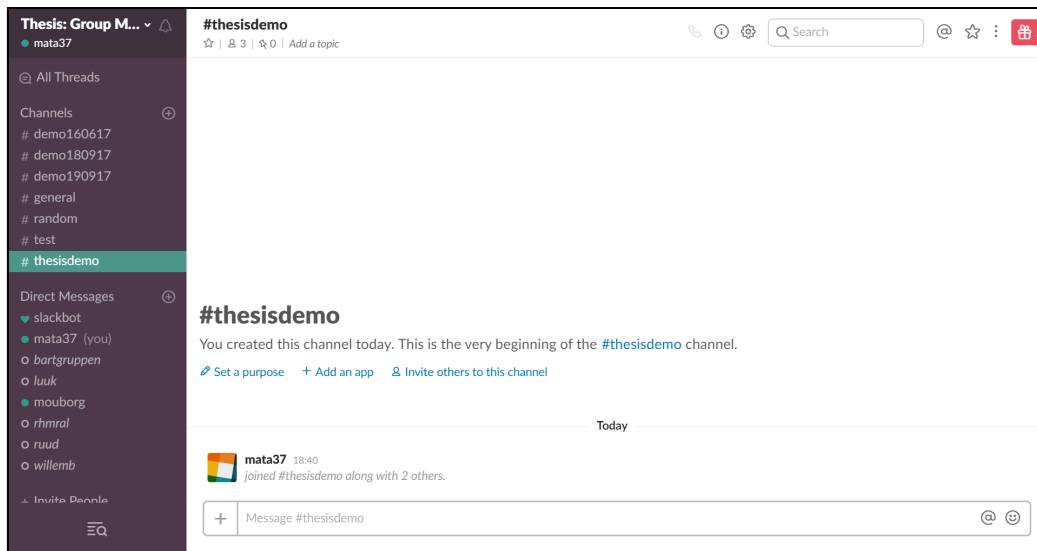 Thesis: Group M...
mata37
All Threads
Channels
# demo160617
# demo180917
# demo190917
# general
# random
# test
# thesisdemo
Direct Messages
slackbot
mata37 (you)
bartgruppen
luuk
mouborg
rhmral
ruud
willemb
+ Invite People
#thesisdemo
3 | 0 | Add a topic
Search
#thesisdemo
You created this channel today. This is the very beginning of the #thesisdemo channel.
Set a purpose + Add an app Invite others to this channel
Today
mata37 18:40
joined #thesisdemo along with 2 others.
+ Message #thesisdemo @